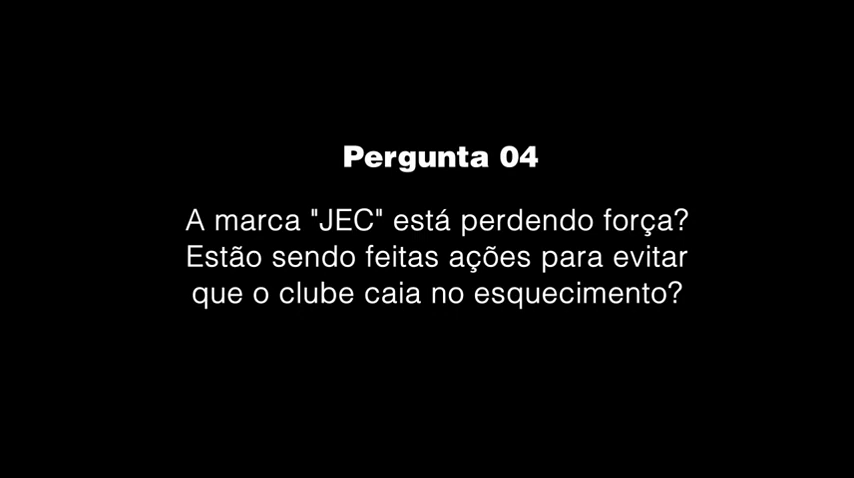 Pergunta 04
A marca "JEC" está perdendo força?
Estão sendo feitas ações para evitar
que o clube caia no esquecimento?